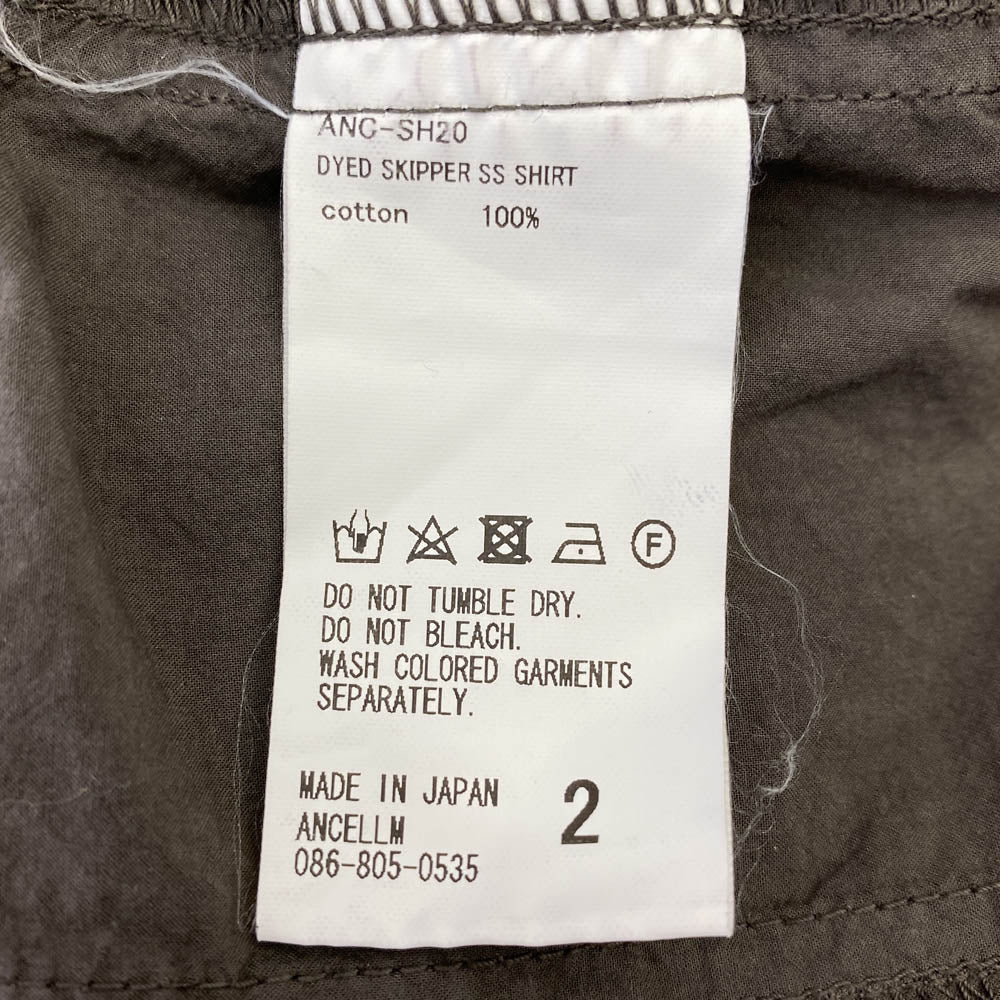 ANC-SH20
DYED SKIPPER SS SHIRT
cotton 100%
F
DO NOT TUMBLE DRY.
DO NOT BLEACH.
WASH COLORED GARMENTS
SEPARATELY.
MADE IN JAPAN
ANCELLM
086-805-0535
2